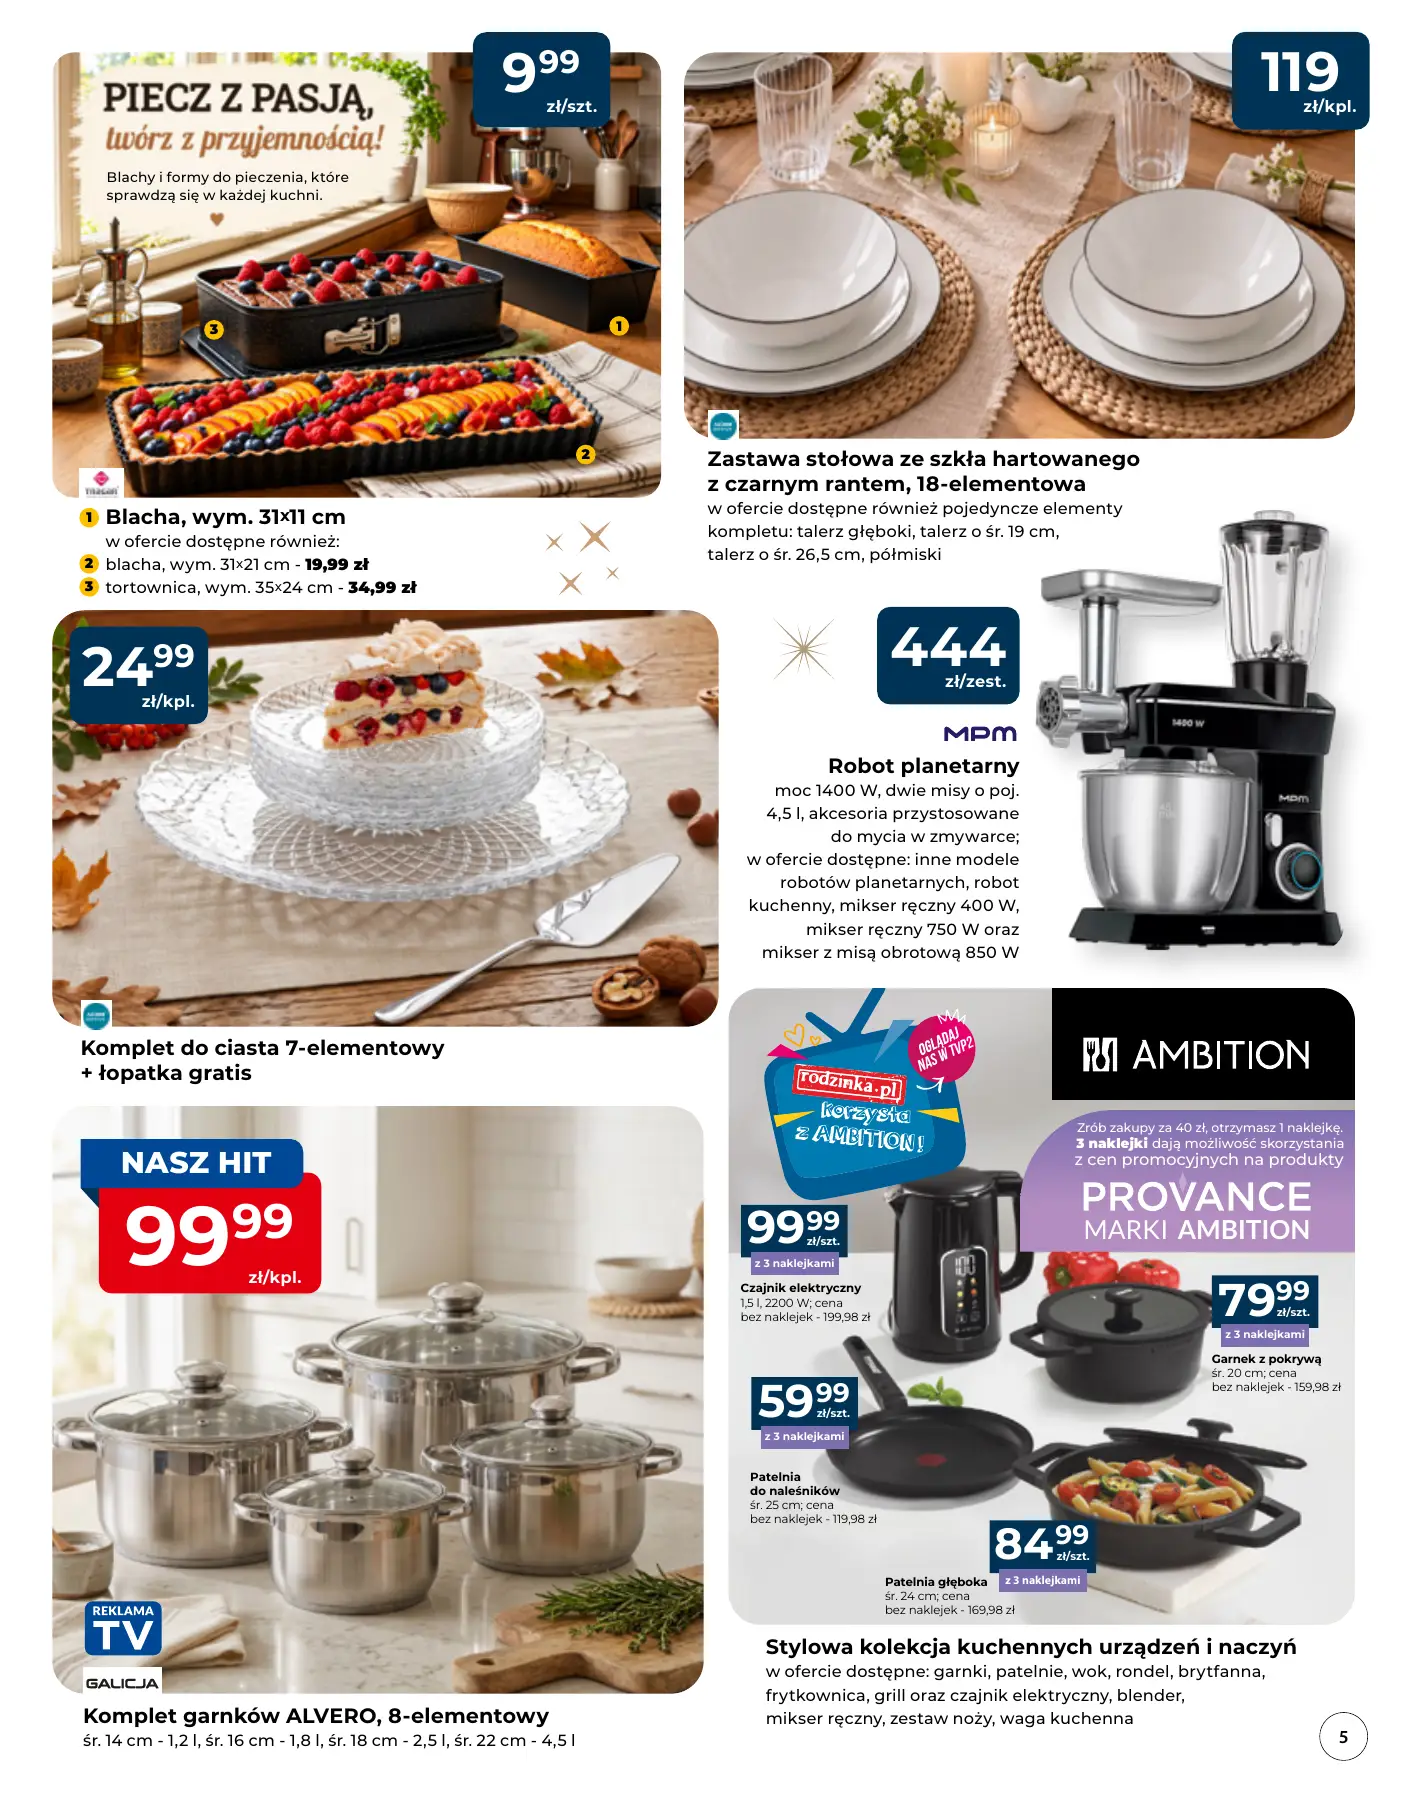 9 99
zł/szt.
PIECZ Z PASJĄ,
twórz z przyjemnością!
Blachy i formy do pieczenia, które
sprawdzą się w każdej kuchni.
3
1
2
1 Blacha, wym. 31x11 cm
w ofercie dostępne również:
2 blacha, wym. 31x21 cm - 19,99 zł
3 tortownica, wym. 35x24 cm - 34,99 zł
119
zł/kpl.
Zastawa stołowa ze szkła hartowanego
z czarnym rantem, 18-elementowa
w ofercie dostępne również pojedyncze elementy
kompletu: talerz głęboki, talerz o śr. 19 cm,
talerz o śr. 26,5 cm, półmiski
24 99
zł/kpl.
Komplet do ciasta 7-elementowy
+ łopatka gratis
444
zł/zest.
MPM
Robot planetarny
moc 1400 W, dwie misy o poj.
4,5 l, akcesoria przystosowane
do mycia w zmywarce;
w ofercie dostępne: inne modele
robotów planetarnych, robot
kuchenny, mikser ręczny 400 W,
mikser ręczny 750 W oraz
mikser z misą obrotową 850 W
1400 W
MPM
NASZ HIT
99 99
zł/kpl.
REKLAMA
TV
GALICJA
Komplet garnków ALVERO, 8-elementowy
śr. 14 cm - 1,2 l, śr. 16 cm - 1,8 l, śr. 18 cm - 2,5 l, śr. 22 cm - 4,5 l
OGLĄDAJ
NAS W TVP2
rodzinka.pl
korzysta
z AMBITION!
AMBITION
Zrób zakupy za 40 zł, otrzymasz 1 naklejkę.
3 naklejki dają możliwość skorzystania
z cen promocyjnych na produkty
PROVANCE
MARKI AMBITION
99 99
zł/szt.
z 3 naklejkami
Czajnik elektryczny
1,5 l, 2200 W; cena
bez naklejek - 199,98 zł
100
79 99
zł/szt.
z 3 naklejkami
Garnek z pokrywą
śr. 20 cm; cena
bez naklejek - 159,98 zł
59 99
zł/szt.
z 3 naklejkami
Patelnia
do naleśników
śr. 25 cm; cena
bez naklejek - 119,98 zł
84 99
zł/szt.
z 3 naklejkami
Patelnia głęboka
śr. 24 cm; cena
bez naklejek - 169,98 zł
Stylowa kolekcja kuchennych urządzeń i naczyń
w ofercie dostępne: garnki, patelnie, wok, rondel, brytfanna,
frytkownica, grill oraz czajnik elektryczny, blender,
mikser ręczny, zestaw noży, waga kuchenna
5